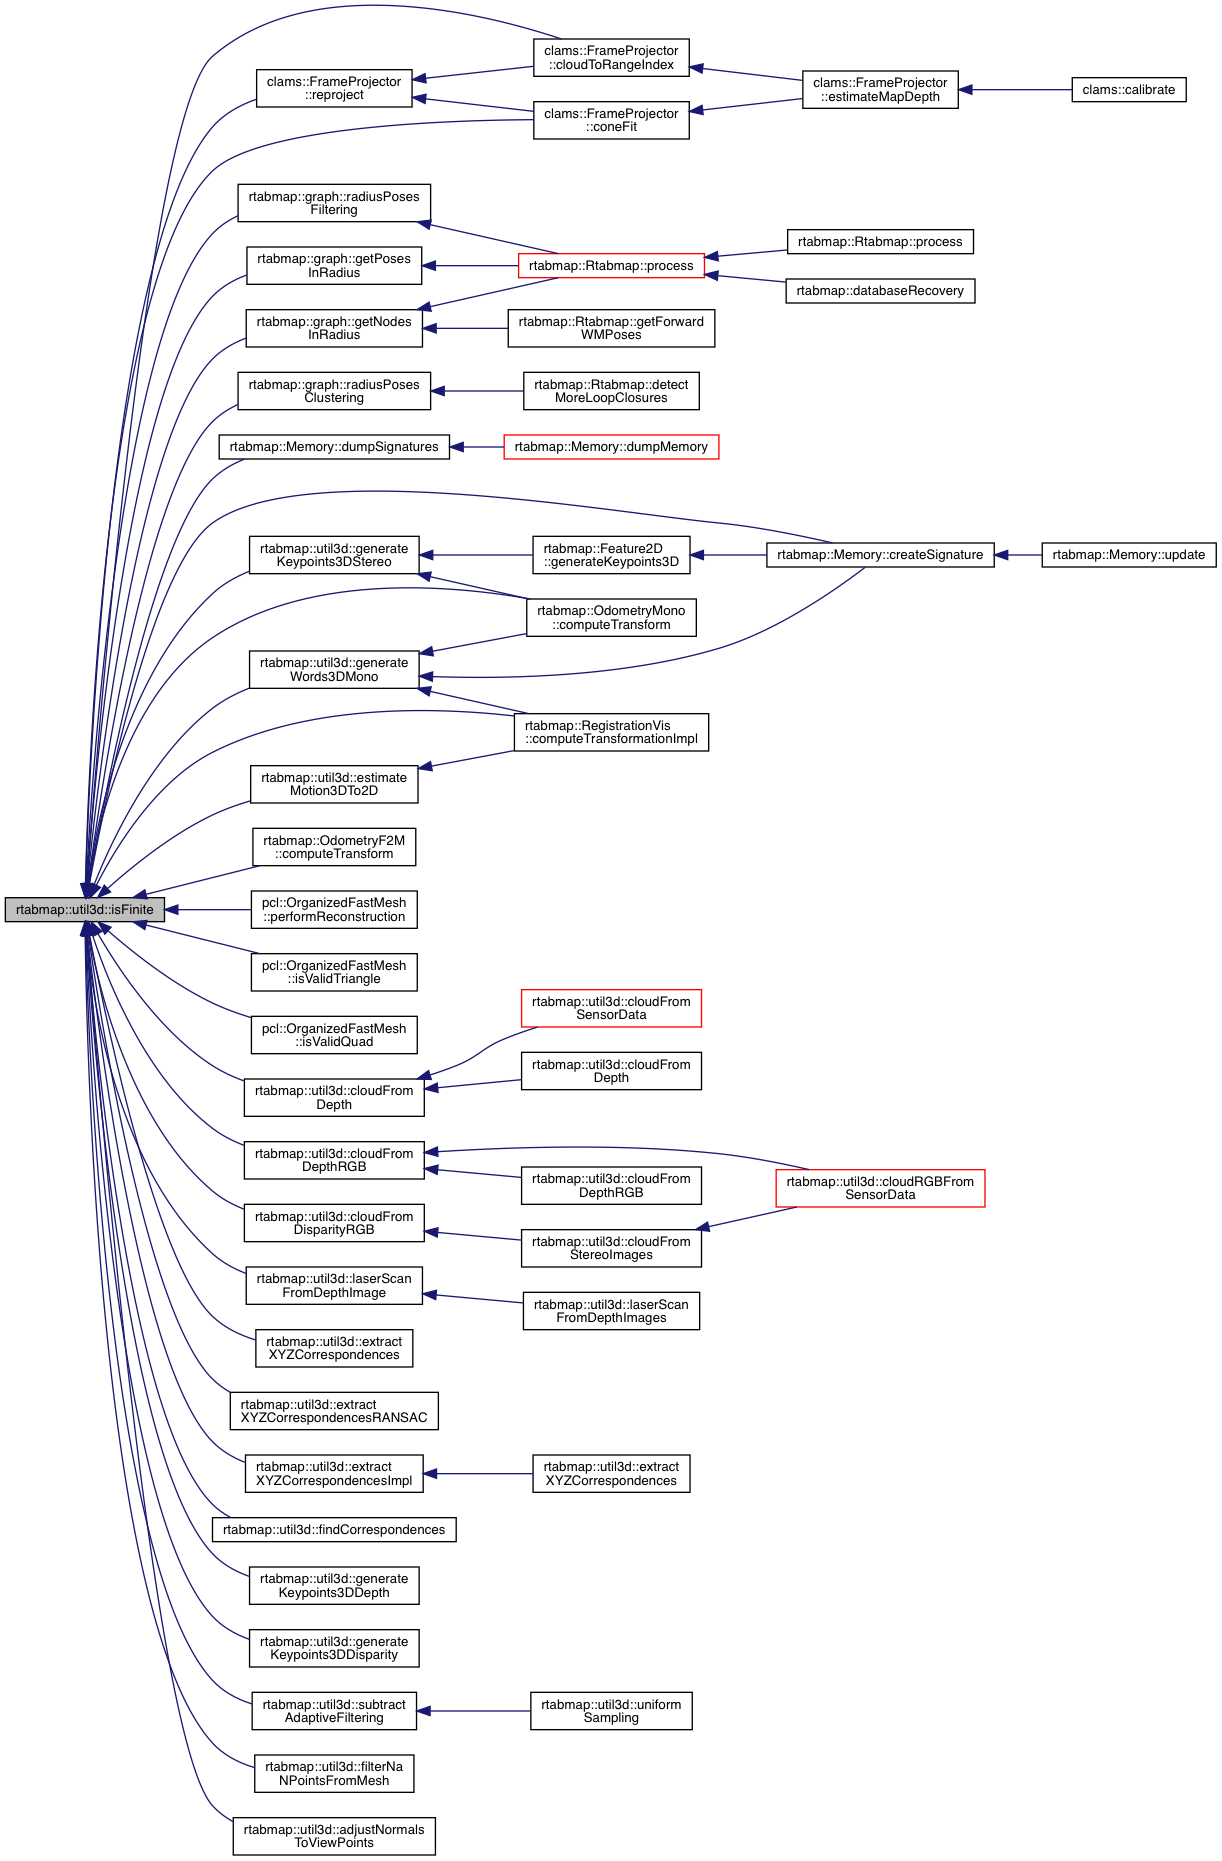 clams::FrameProjector
::cloudToRangeIndex
clams::FrameProjector
::reproject
clams::FrameProjector
::estimateMapDepth
clams::calibrate
clams::FrameProjector
::coneFit
rtabmap::graph::radiusPoses
Filtering
rtabmap::Rtabmap::process
rtabmap::graph::getPoses
InRadius
rtabmap::Rtabmap::process
rtabmap::databaseRecovery
rtabmap::graph::getNodes
InRadius
rtabmap::Rtabmap::getForward
WMPoses
rtabmap::graph::radiusPoses
Clustering
rtabmap::Rtabmap::detect
MoreLoopClosures
rtabmap::Memory::dumpSignatures
rtabmap::Memory::dumpMemory
rtabmap::util3d::generate
Keypoints3DStereo
rtabmap::Feature2D
::generateKeypoints3D
rtabmap::Memory::createSignature
rtabmap::Memory::update
rtabmap::OdometryMono
::computeTransform
rtabmap::util3d::generate
Words3DMono
rtabmap::RegistrationVis
::computeTransformationImpl
rtabmap::util3d::estimate
Motion3DTo2D
rtabmap::OdometryF2M
::computeTransform
rtabmap::util3d::isFinite
pcl::OrganizedFastMesh
::performReconstruction
pcl::OrganizedFastMesh
::isValidTriangle
pcl::OrganizedFastMesh
::isValidQuad
rtabmap::util3d::cloudFrom
SensorData
rtabmap::util3d::cloudFrom
Depth
rtabmap::util3d::cloudFrom
Depth
rtabmap::util3d::cloudFrom
DepthRGB
rtabmap::util3d::cloudFrom
DepthRGB
rtabmap::util3d::cloudRGBFrom
SensorData
rtabmap::util3d::cloudFrom
DisparityRGB
rtabmap::util3d::cloudFrom
StereoImages
rtabmap::util3d::laserScan
FromDepthImage
rtabmap::util3d::laserScan
FromDepthImages
rtabmap::util3d::extract
XYZCorrespondences
rtabmap::util3d::extract
XYZCorrespondencesRANSAC
rtabmap::util3d::extract
XYZCorrespondencesImpl
rtabmap::util3d::extract
XYZCorrespondences
rtabmap::util3d::findCorrespondences
rtabmap::util3d::generate
Keypoints3DDepth
rtabmap::util3d::generate
Keypoints3DDisparity
rtabmap::util3d::subtract
AdaptiveFiltering
rtabmap::util3d::uniform
Sampling
rtabmap::util3d::filterNa
NPointsFromMesh
rtabmap::util3d::adjustNormals
ToViewPoints